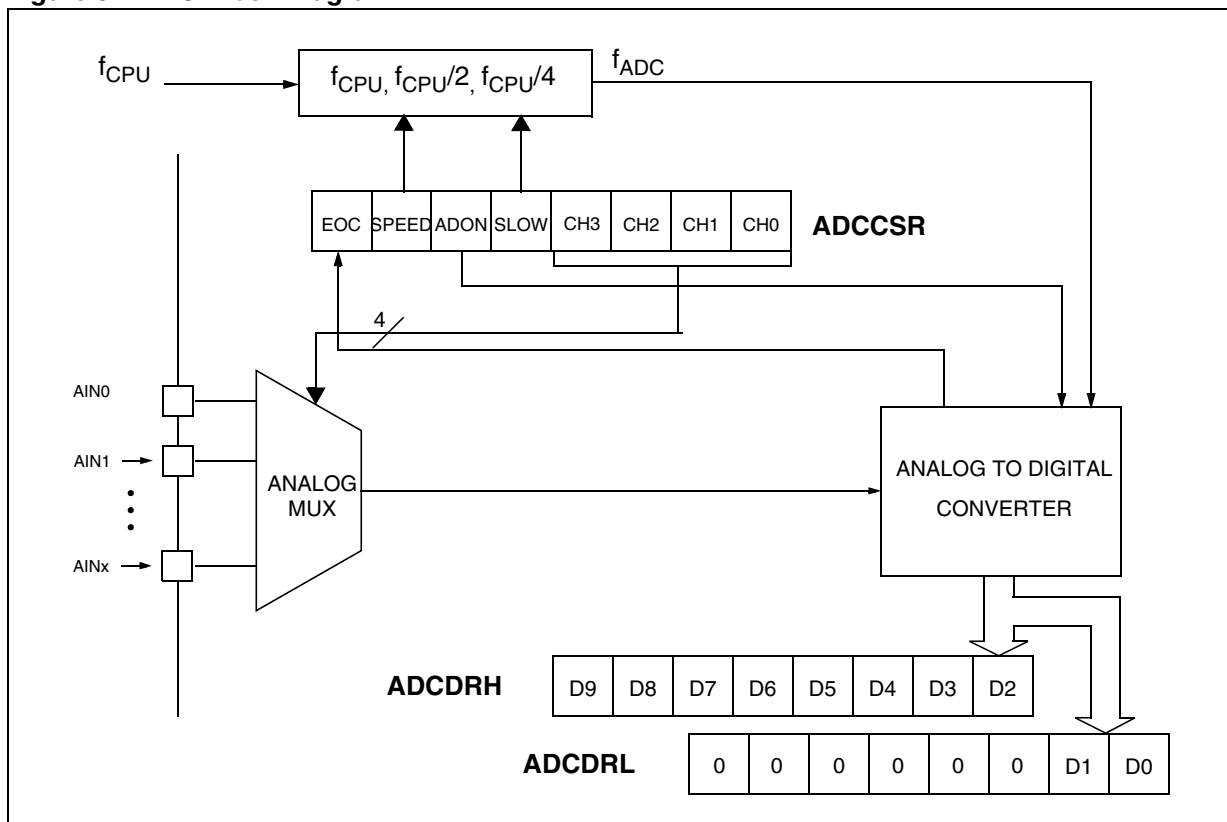 fCPU
fCPU, fCPU/2, fCPU/4
fADC
EOC SPEED ADON SLOW CH3 CH2 CH1 CH0
ADCCSR
4
AIN0
AIN1
AINx
ANALOG
MUX
ANALOG TO DIGITAL
CONVERTER
ADCDRH
D9 D8 D7 D6 D5 D4 D3 D2
ADCDRL
0 0 0 0 0 0 D1 D0